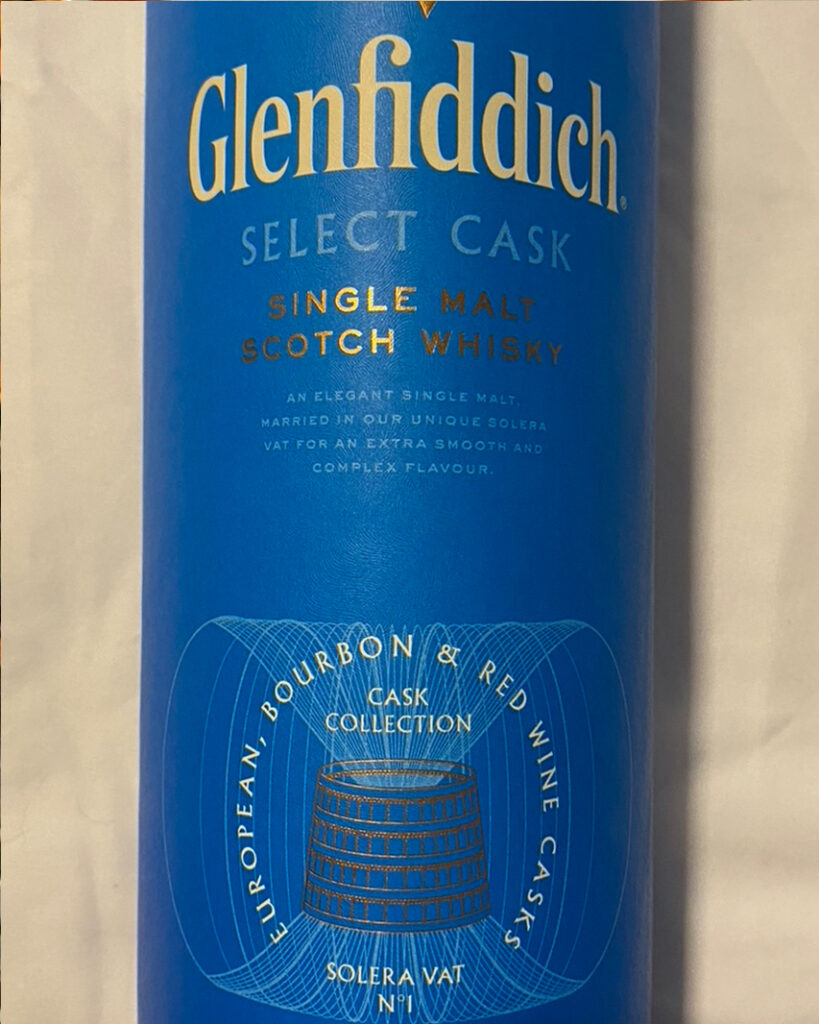 Glenfiddich®
SELECT CASK
SINGLE MALT
SCOTCH WHISKY
AN ELEGANT SINGLE MALT,
MARRIED IN OUR UNIQUE SOLERA
VAT FOR AN EXTRA SMOOTH AND
COMPLEX FLAVOUR.
EUROPEAN, BOURBON & RED WINE CASKS
CASK
COLLECTION
SOLERA VAT
Nº1